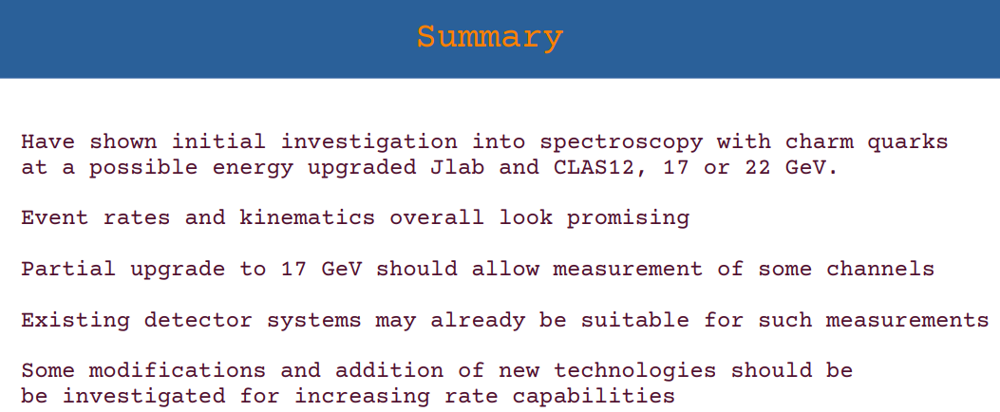 Summary
Have shown initial investigation into spectroscopy with charm quarks
at a possible energy upgraded Jlab and CLAS12, 17 or 22 GeV.
Event rates and kinematics overall look promising
Partial upgrade to 17 GeV should allow measurement of some channels
Existing detector systems may already be suitable for such measurements
Some modifications and addition of new technologies should be
be investigated for increasing rate capabilities